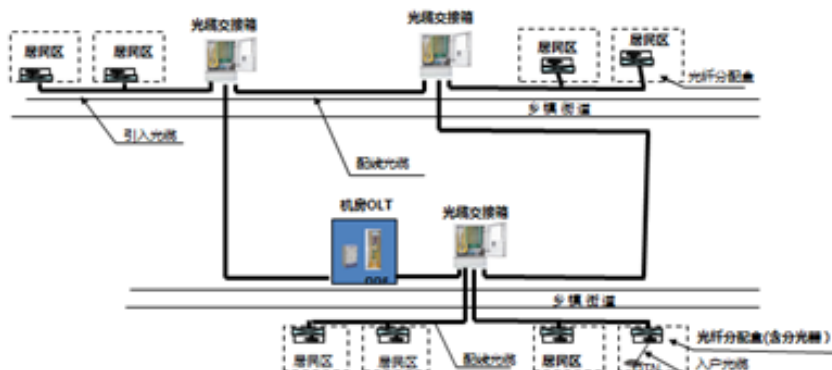 光缆交接箱
光缆交接箱
居民区
居民区
居民区
居民区
光纤分配盒
乡镇街道
引入光缆
配线光缆
机房OLT
光缆交接箱
ODF
乡镇街道
居民区
居民区
配线光缆
居民区
光纤分配盒(含分光器)
入户光缆